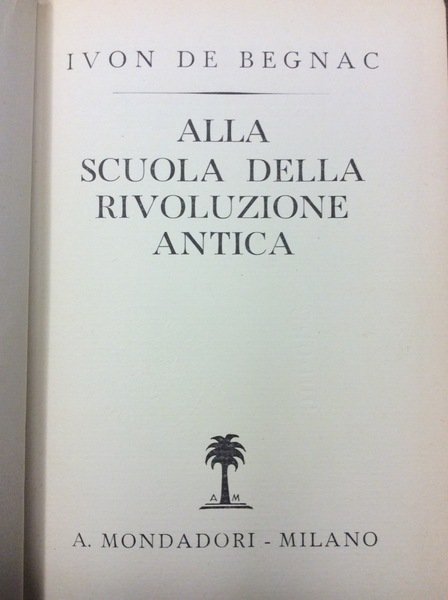 IVON DE BEGNAC
ALLA
SCUOLA DELLA
RIVOLUZIONE
ANTICA
A M
A. MONDADORI - MILANO